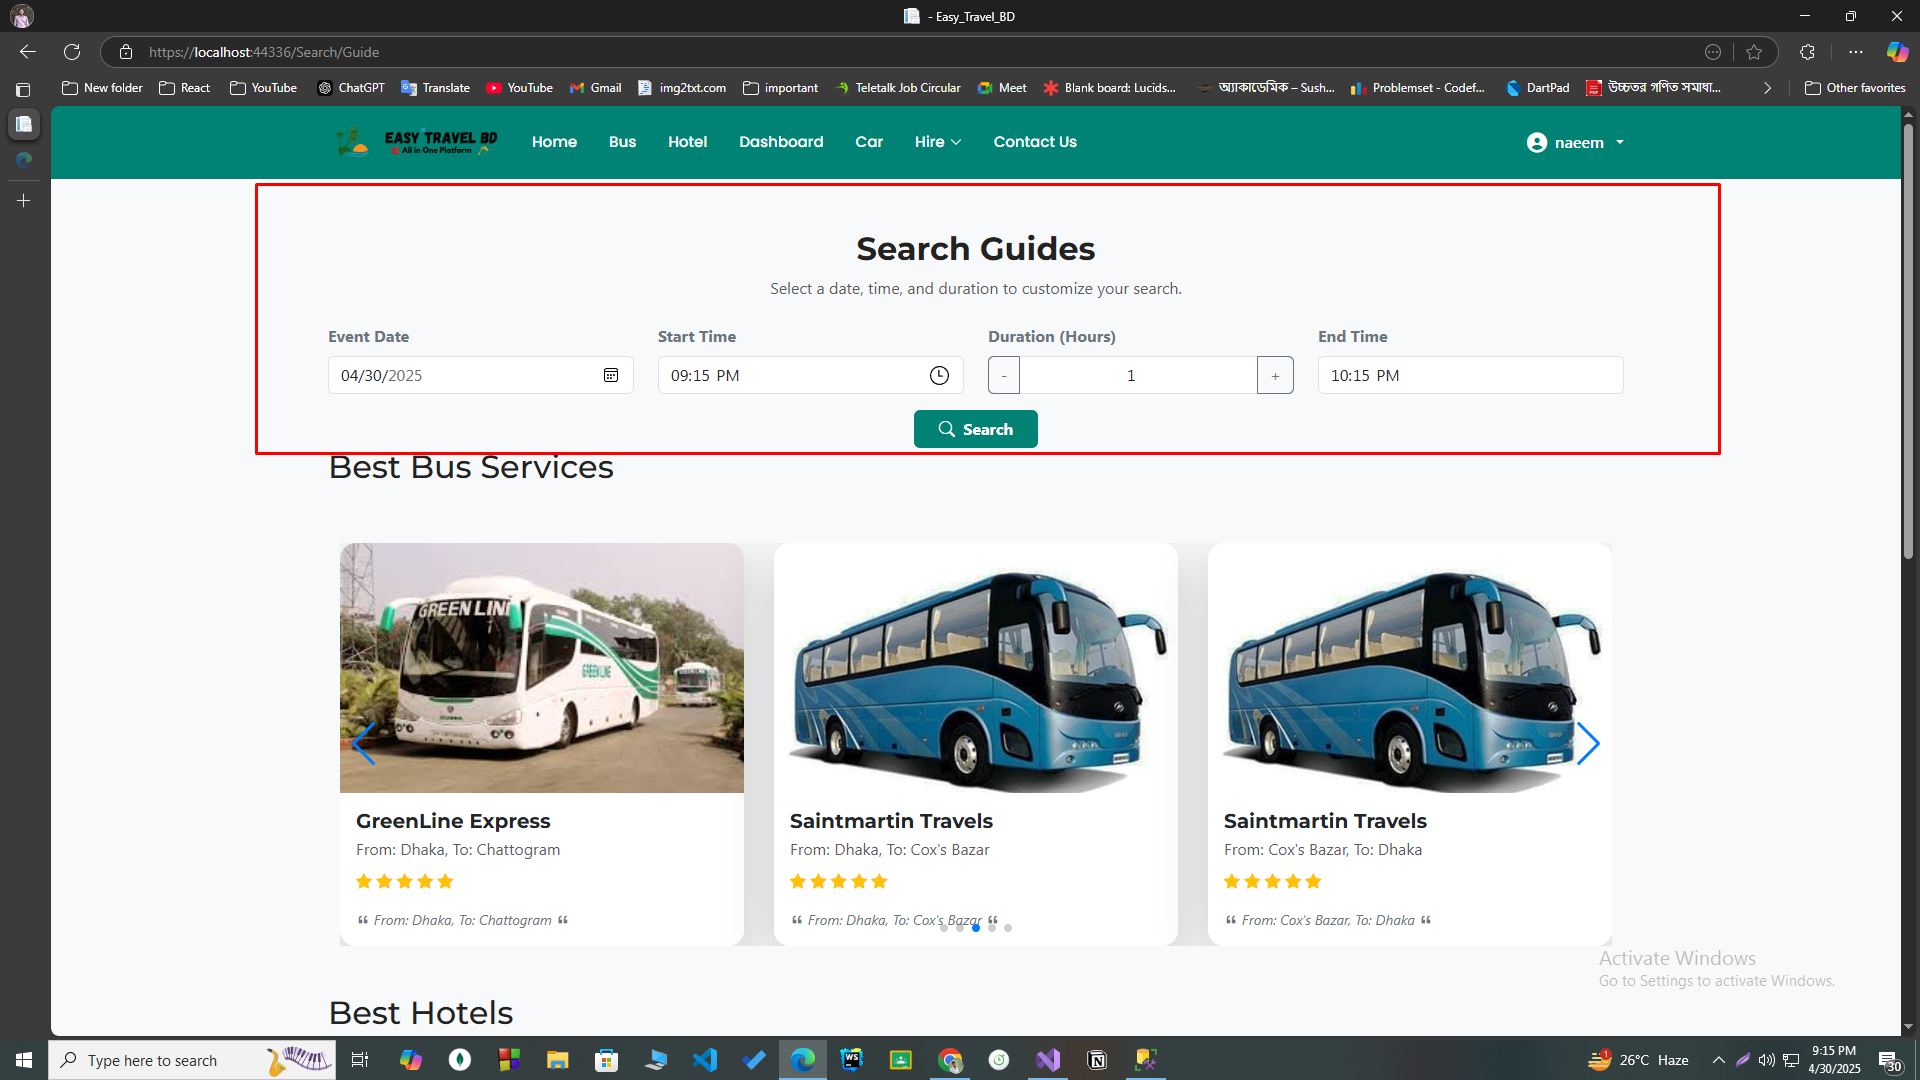 - Easy_Travel_BD
https://localhost:44336/Search/Guide
New folder React YouTube ChatGPT Translate YouTube Gmail img2txt.com important Teletalk Job Circular Meet Blank board: Lucids... অ্যাকাডেমিক – Sush... Problemset - Codef... DartPad উচ্চতর গণিত সমাধা... Other favorites
EASY TRAVEL BD
All in One Platform
Home Bus Hotel Dashboard Car Hire Contact Us naeem
Search Guides
Select a date, time, and duration to customize your search.
Event Date Start Time Duration (Hours) End Time
04/30/2025 09:15 PM - 1 + 10:15 PM
Search
Best Bus Services
GREEN LINE
GREEN LINE
SCANIA
GreenLine Express Saintmartin Travels Saintmartin Travels
From: Dhaka, To: Chattogram From: Dhaka, To: Cox's Bazar From: Cox's Bazar, To: Dhaka
“ From: Dhaka, To: Chattogram “ “ From: Dhaka, To: Cox's Bazar “ “ From: Cox's Bazar, To: Dhaka “
Activate Windows
Go to Settings to activate Windows.
Best Hotels
Type here to search
WS
1
26°C Haze
9:15 PM
4/30/2025
30